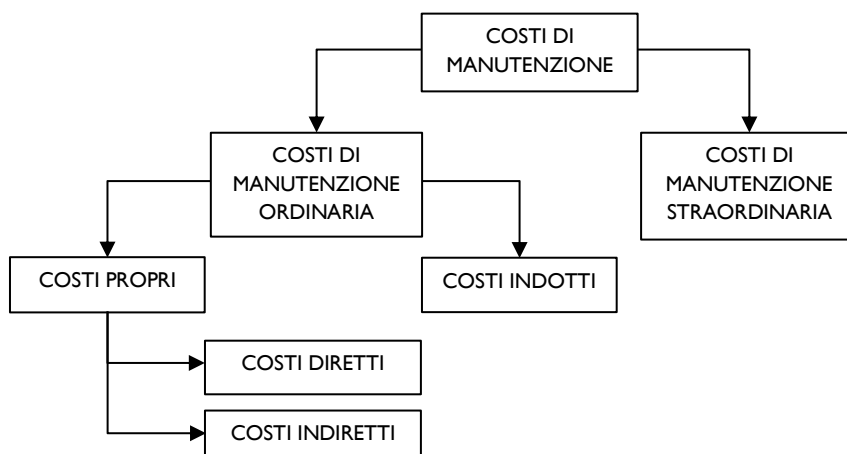 COSTI DI
MANUTENZIONE
COSTI DI
MANUTENZIONE
ORDINARIA
COSTI DI
MANUTENZIONE
STRAORDINARIA
COSTI PROPRI
COSTI INDOTTI
COSTI DIRETTI
COSTI INDIRETTI